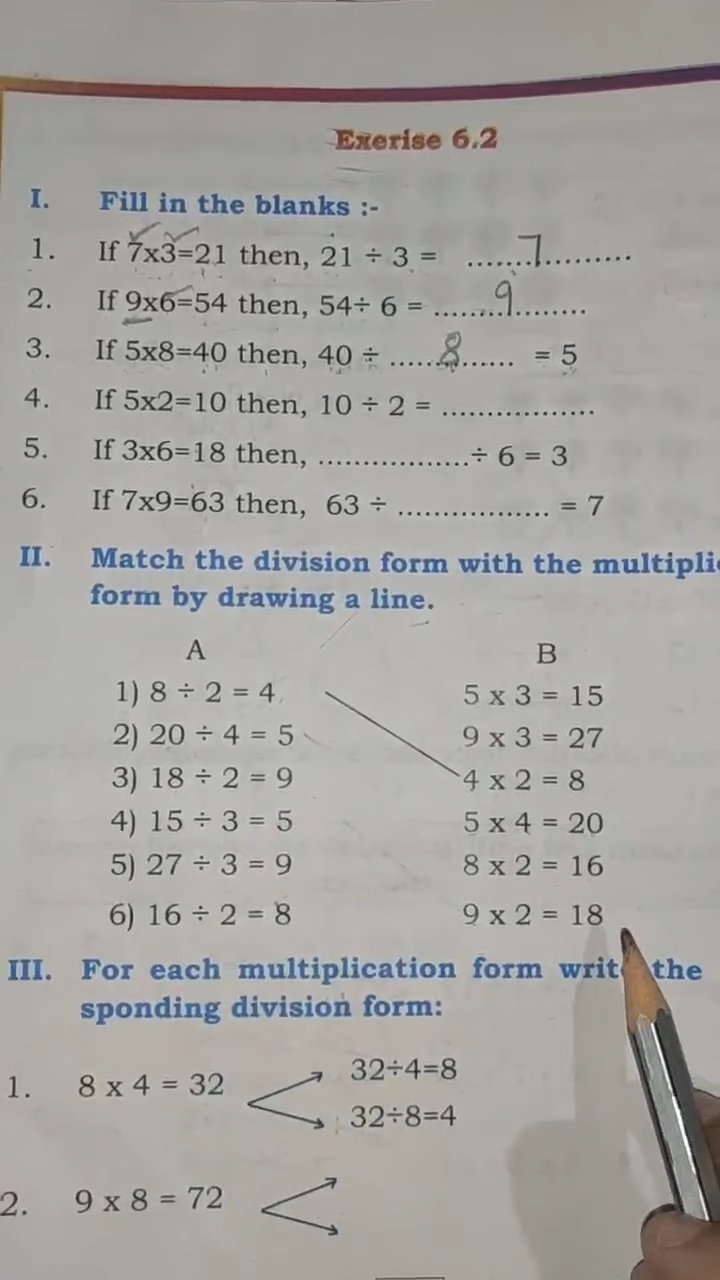 Exerise 6.2
I. Fill in the blanks :-
1. If 7x3=21 then, 21 ÷ 3 = .......7.........
2. If 9x6=54 then, 54÷ 6 = ........9.........
3. If 5x8=40 then, 40 ÷ ......8...... = 5
4. If 5x2=10 then, 10 ÷ 2 = .................
5. If 3x6=18 then, .................÷ 6 = 3
6. If 7x9=63 then, 63 ÷ ................. = 7
II. Match the division form with the
form by drawing a line.
A B
1) 8 ÷ 2 = 4 5 x 3 = 15
2) 20 ÷ 4 = 5 9 x 3 = 27
3) 18 ÷ 2 = 9 4 x 2 = 8
4) 15 ÷ 3 = 5 5 x 4 = 20
5) 27 ÷ 3 = 9 8 x 2 = 16
6) 16 ÷ 2 = 8 9 x 2 = 18
III. For each multiplication form write the
sponding division form:
1. 8 x 4 = 32 32÷4=8
32÷8=4
2. 9 x 8 = 72